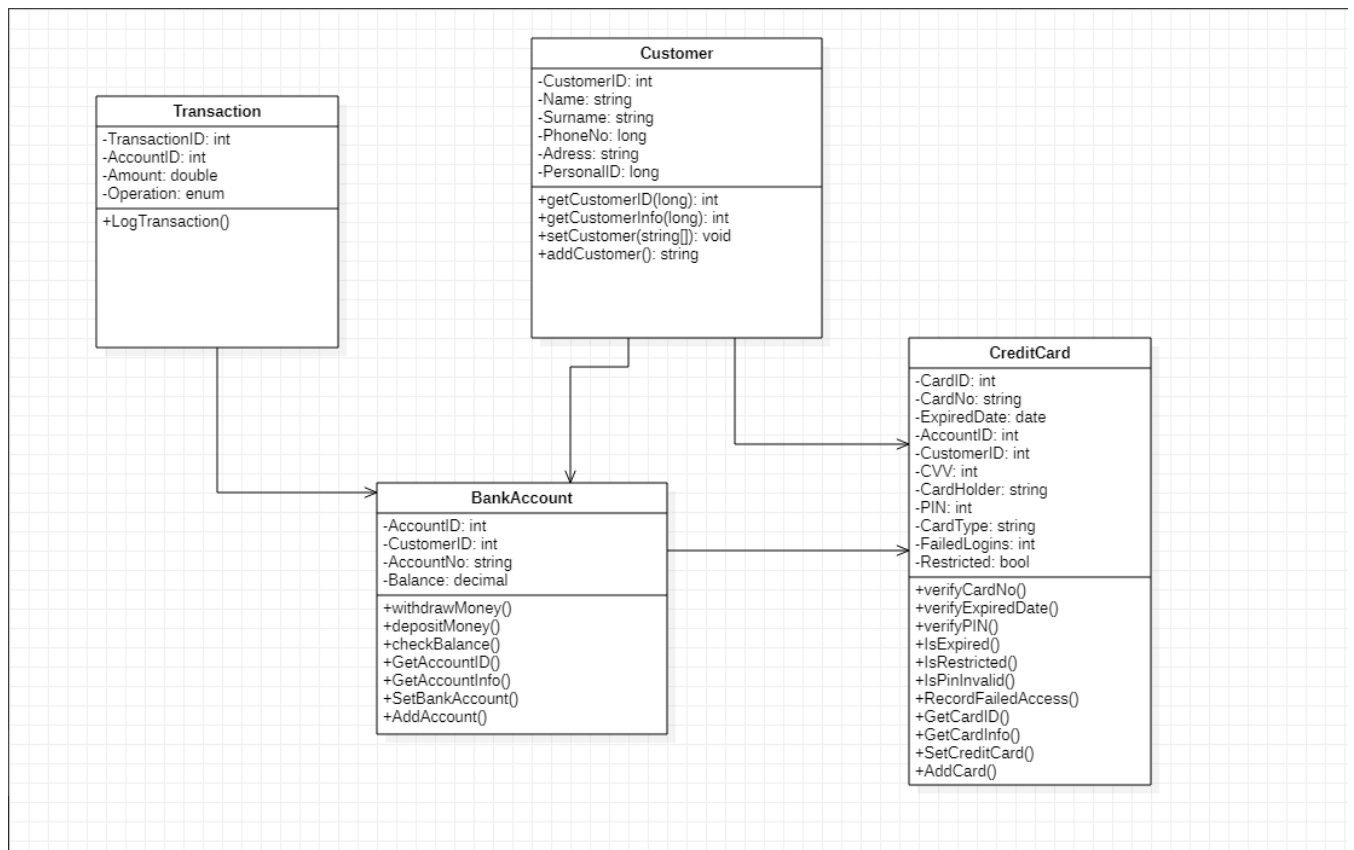 Transaction
-TransactionID: int
-AccountID: int
-Amount: double
-Operation: enum
+LogTransaction()
Customer
-CustomerID: int
-Name: string
-Surname: string
-PhoneNo: long
-Adress: string
-PersonalID: long
+getCustomerID(long): int
+getCustomerInfo(long): int
+setCustomer(string[]): void
+addCustomer(): string
BankAccount
-AccountID: int
-CustomerID: int
-AccountNo: string
-Balance: decimal
+withdrawMoney()
+depositMoney()
+checkBalance()
+GetAccountID()
+GetAccountInfo()
+SetBankAccount()
+AddAccount()
CreditCard
-CardID: int
-CardNo: string
-ExpiredDate: date
-AccountID: int
-CustomerID: int
-CVV: int
-CardHolder: string
-PIN: int
-CardType: string
-FailedLogins: int
-Restricted: bool
+verifyCardNo()
+verifyExpiredDate()
+verifyPIN()
+IsExpired()
+IsRestricted()
+IsPinInvalid()
+RecordFailedAccess()
+GetCardID()
+GetCardInfo()
+SetCreditCard()
+AddCard()